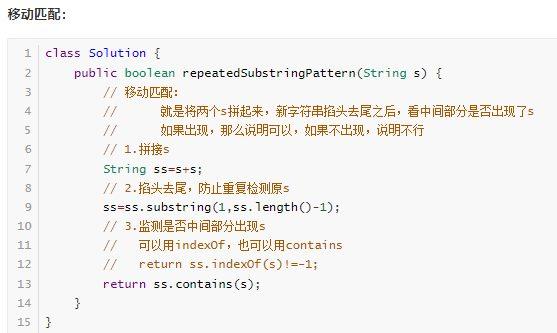 移动匹配：
1 class Solution {
2     public boolean repeatedSubstringPattern(String s) {
3         // 移动匹配：
4         //      就是将两个s拼起来，新字符串掐头去尾之后，看中间部分是否出现了s
5         //      如果出现，那么说明可以，如果不出现，说明不行
6         // 1.拼接s
7         String ss=s+s;
8         // 2.掐头去尾，防止重复检测原s
9         ss=ss.substring(1,ss.length()-1);
10         // 3.监测是否中间部分出现s
11         //   可以用indexOf，也可以用contains
12         //   return ss.indexOf(s)!=-1;
13         return ss.contains(s);
14     }
15 }